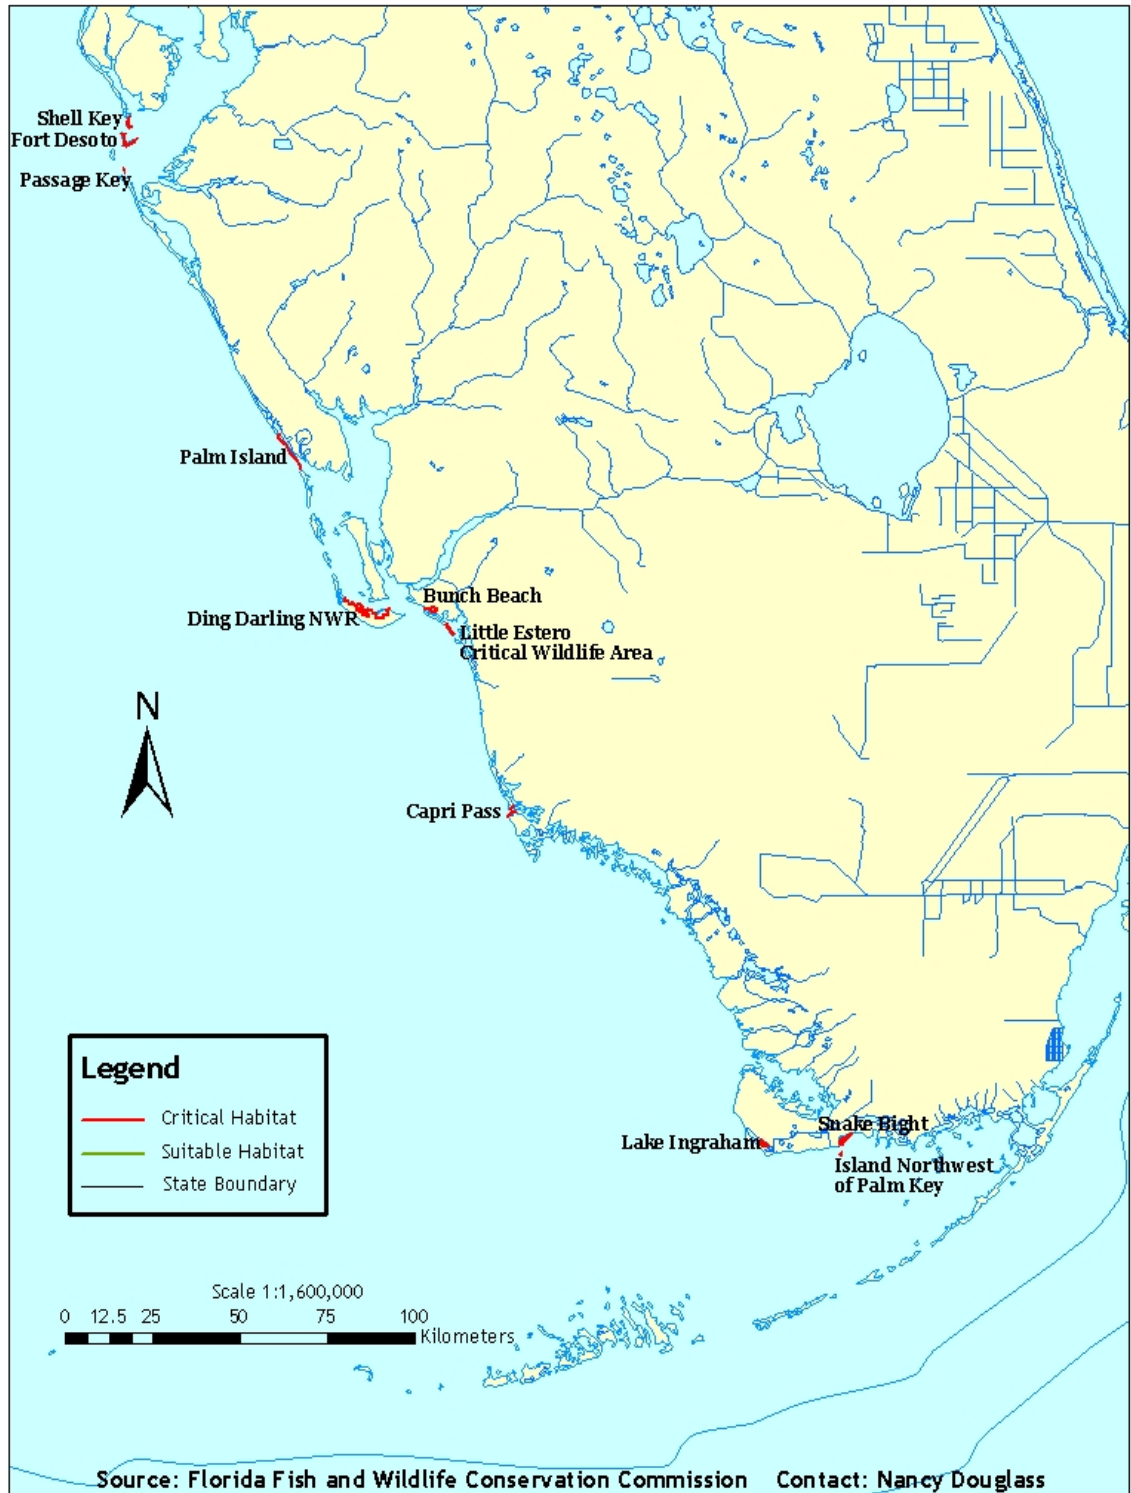 Shell Key
Fort Desoto
Passage Key
Palm Island
Bunch Beach
Ding Darling NWR
Little Estero
Critical Wildlife Area
N
Capri Pass
Legend
Critical Habitat
Suitable Habitat
State Boundary
Snake Bight
Lake Ingraham
Island Northwest
of Palm Key
Scale 1:1,600,000
0 12.5 25 50 75 100
Kilometers
Source: Florida Fish and Wildlife Conservation Commission Contact: Nancy Douglass